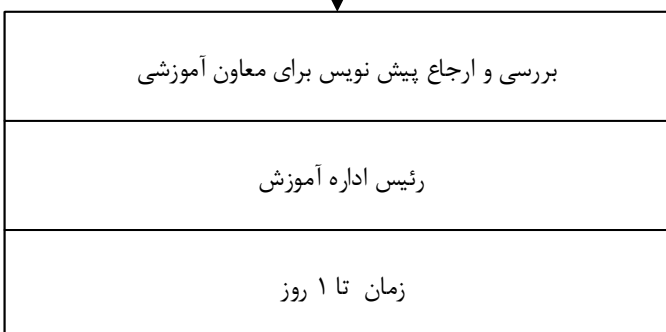 بررسی و ارجاع پیش نویس برای معاون آموزشی
رئیس اداره آموزش
زمان تا ۱ روز